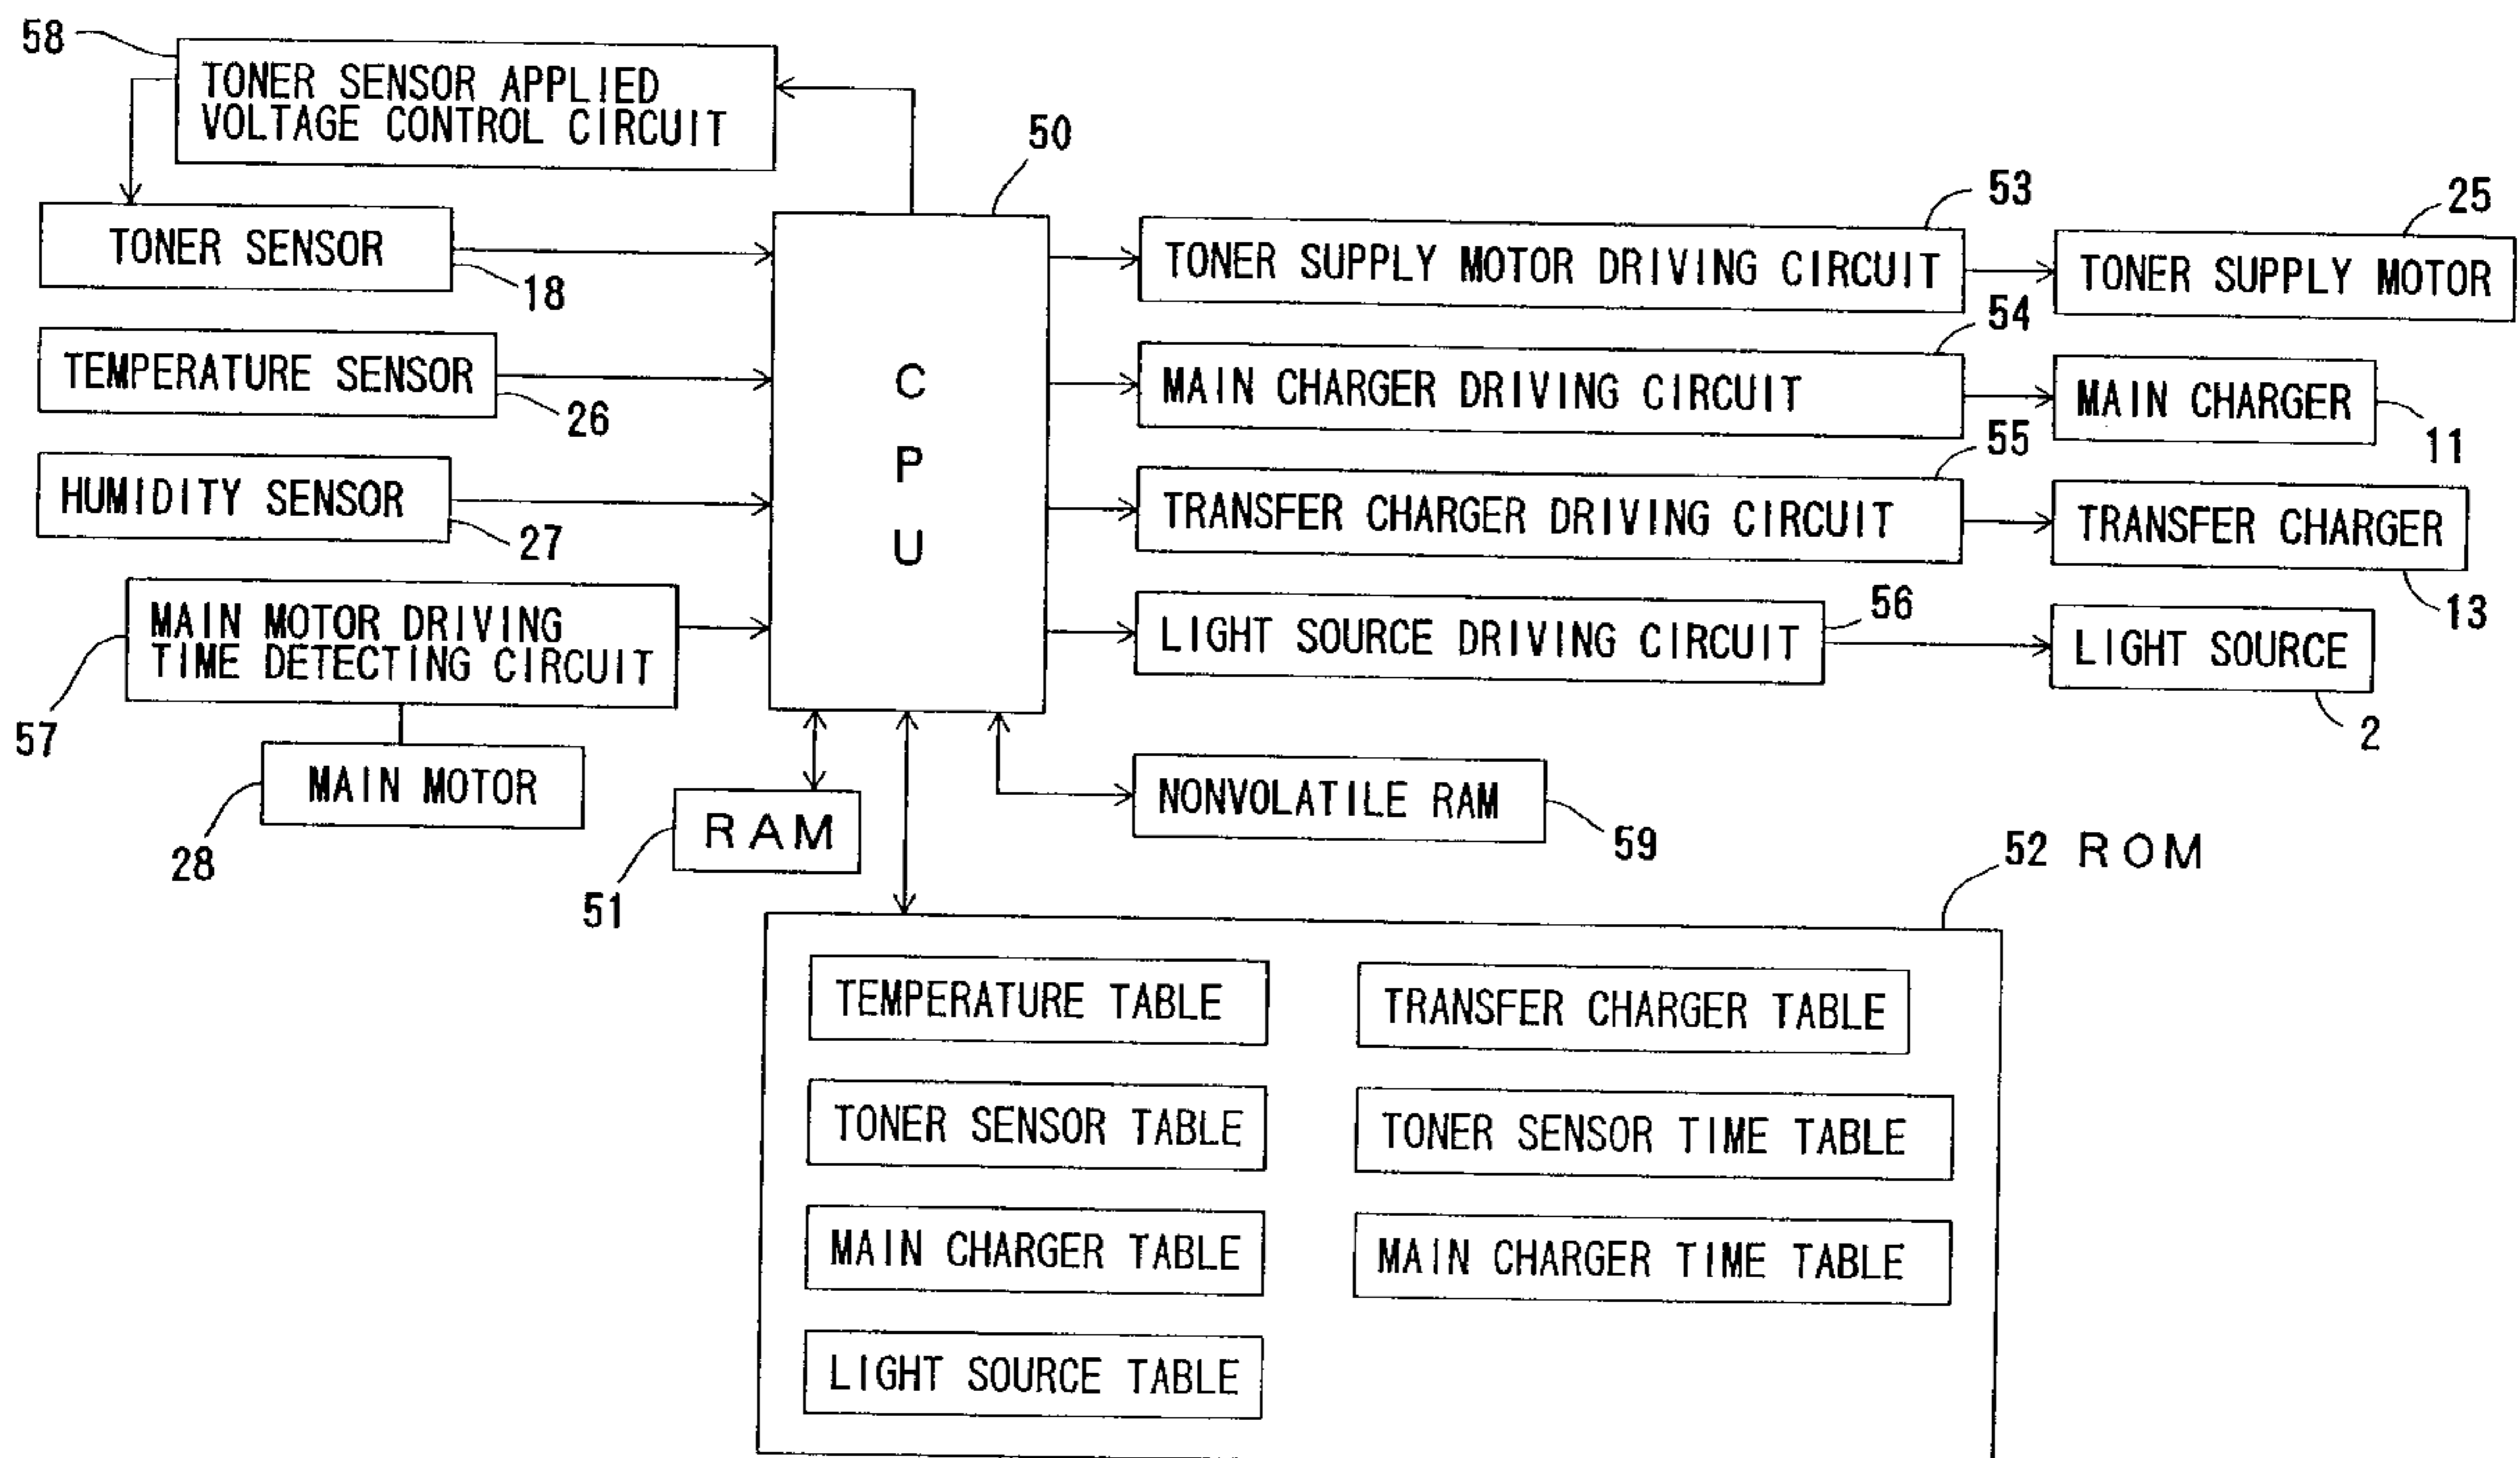 58
TONER SENSOR APPLIED
VOLTAGE CONTROL CIRCUIT
50
TONER SENSOR
18
TEMPERATURE SENSOR
26
HUMIDITY SENSOR
27
MAIN MOTOR DRIVING
TIME DETECTING CIRCUIT
57
MAIN MOTOR
28
CPU
53
TONER SUPPLY MOTOR DRIVING CIRCUIT
25
TONER SUPPLY MOTOR
54
MAIN CHARGER DRIVING CIRCUIT
MAIN CHARGER
11
55
TRANSFER CHARGER DRIVING CIRCUIT
TRANSFER CHARGER
13
56
LIGHT SOURCE DRIVING CIRCUIT
LIGHT SOURCE
2
RAM
51
NONVOLATILE RAM
59
52 ROM
TEMPERATURE TABLE
TRANSFER CHARGER TABLE
TONER SENSOR TABLE
TONER SENSOR TIME TABLE
MAIN CHARGER TABLE
MAIN CHARGER TIME TABLE
LIGHT SOURCE TABLE